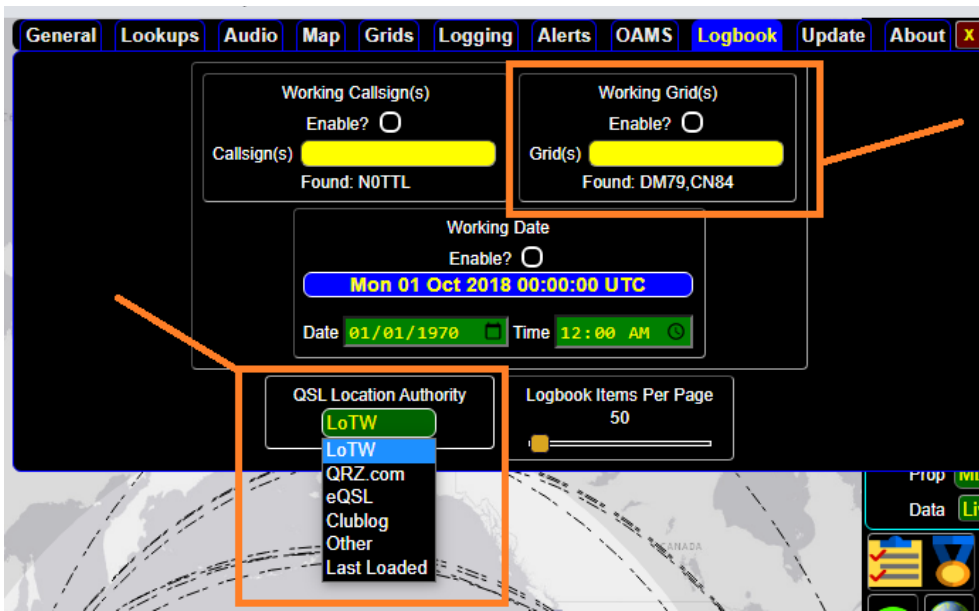 General Lookups Audio Map Grids Logging Alerts OAMS Logbook Update About X
Working Callsign(s)
Enable?
Callsign(s)
Found: N0TTL
Working Grid(s)
Enable?
Grid(s)
Found: DM79,CN84
Working Date
Enable?
Mon 01 Oct 2018 00:00:00 UTC
Date 01/01/1970 Time 12:00 AM
QSL Location Authority
LoTW
LoTW
QRZ.com
eQSL
Clublog
Other
Last Loaded
Logbook Items Per Page
50
Prop
Data
CANADA